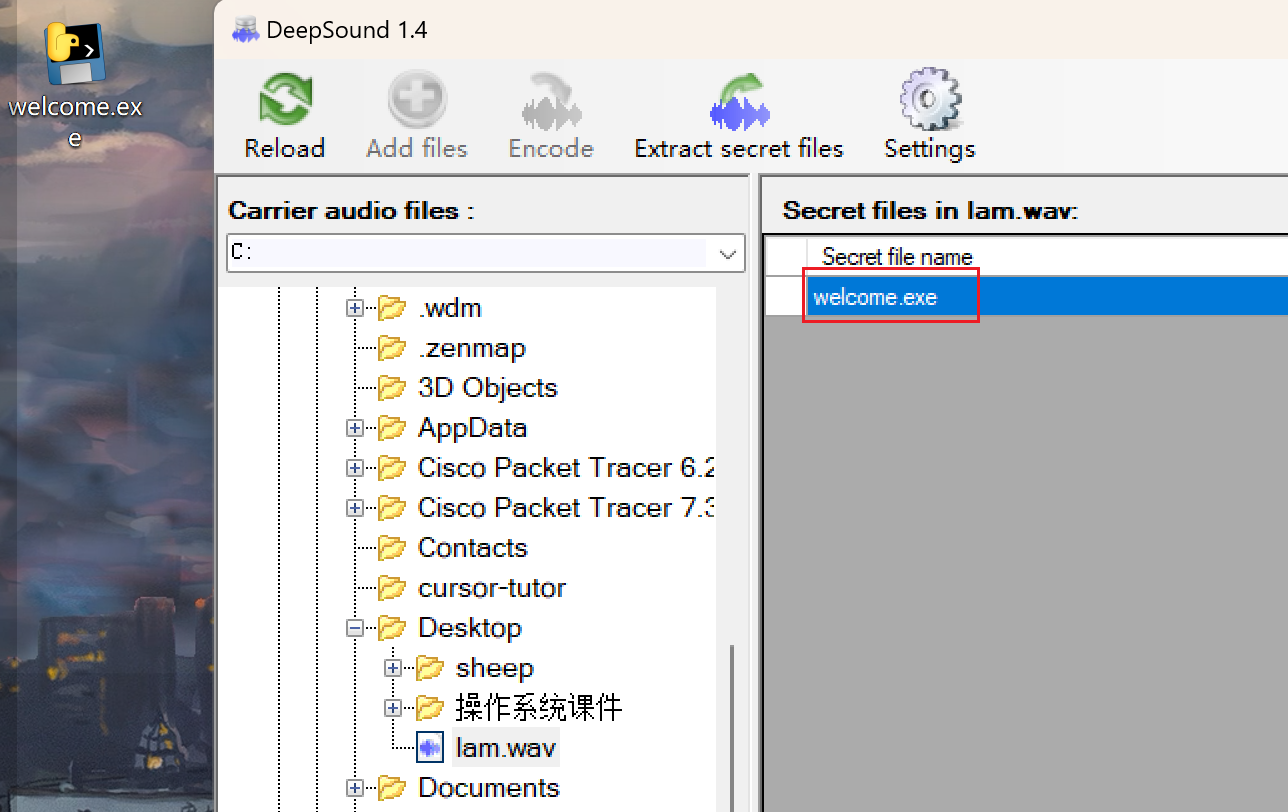 welcome.ex
e
DeepSound 1.4
Reload
Add files
Encode
Extract secret files
Settings
Carrier audio files :
C:
.wdm
.zenmap
3D Objects
AppData
Cisco Packet Tracer 6.2
Cisco Packet Tracer 7.3
Contacts
cursor-tutor
Desktop
sheep
操作系统课件
lam.wav
Documents
Secret files in lam.wav:
Secret file name
welcome.exe